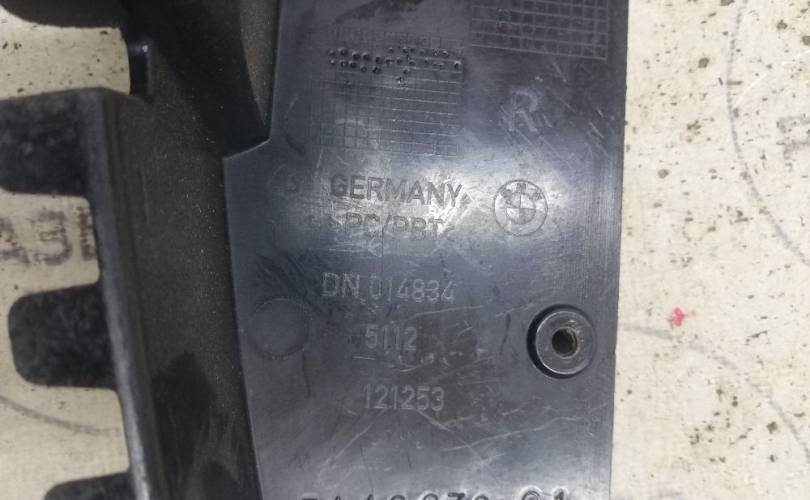 R
GERMANY
>PC/PBT<
DN 014834
5112
121253